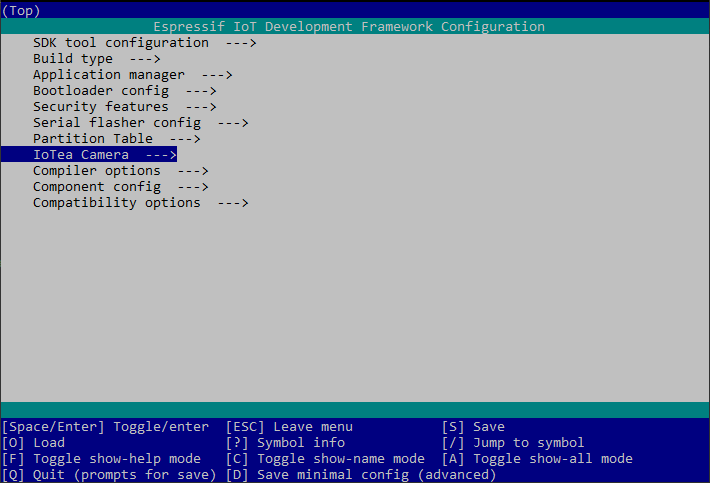 (Top)
Espressif IoT Development Framework Configuration
SDK tool configuration  --->
Build type  --->
Application manager  --->
Bootloader config  --->
Security features  --->
Serial flasher config  --->
Partition Table  --->
IoTea Camera  --->
Compiler options  --->
Component config  --->
Compatibility options  --->
[Space/Enter] Toggle/enter  [ESC] Leave menu  [S] Save
[O] Load  [?] Symbol info  [/] Jump to symbol
[F] Toggle show-help mode  [C] Toggle show-name mode  [A] Toggle show-all mode
[Q] Quit (prompts for save) [D] Save minimal config (advanced)